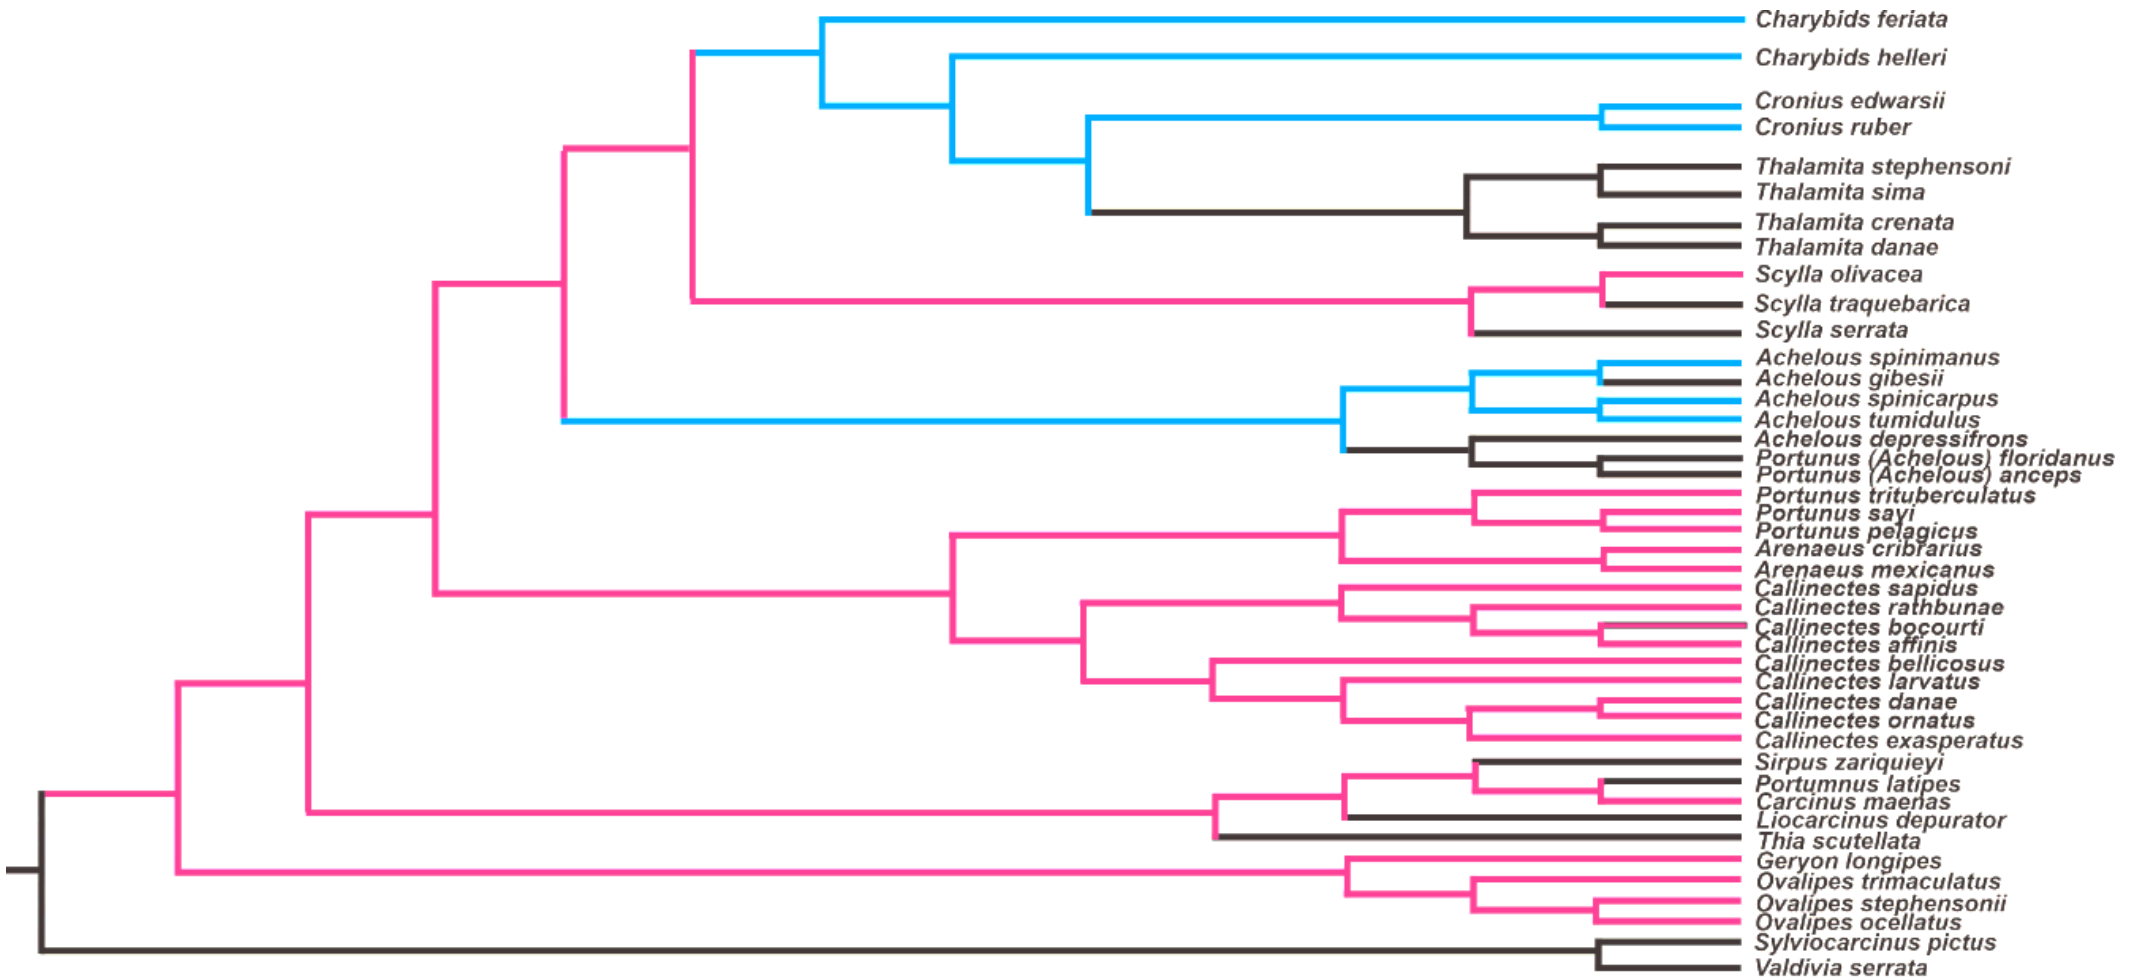 Charybids feriata
Charybids helleri
Cronius edwarsii
Cronius ruber
Thalamita stephensoni
Thalamita sima
Thalamita crenata
Thalamita danae
Scylla olivacea
Scylla traquebarica
Scylla serrata
Achelous spinimanus
Achelous gibesii
Achelous spinicarpus
Achelous tumidulus
Achelous depressifrons
Portunus (Achelous) floridanus
Portunus (Achelous) anceps
Portunus trituberculatus
Portunus sayi
Portunus pelagicus
Arenaeus cribrarius
Arenaeus mexicanus
Callinectes sapidus
Callinectes rathbunae
Callinectes bocourti
Callinectes affinis
Callinectes bellicosus
Callinectes larvatus
Callinectes danae
Callinectes ornatus
Callinectes exasperatus
Sirpus zariquieyi
Portumnus latipes
Carcinus maenas
Liocarcinus depurator
Thia scutellata
Geryon longipes
Ovalipes trimaculatus
Ovalipes stephensonii
Ovalipes ocellatus
Sylviocarcinus pictus
Valdivia serrata